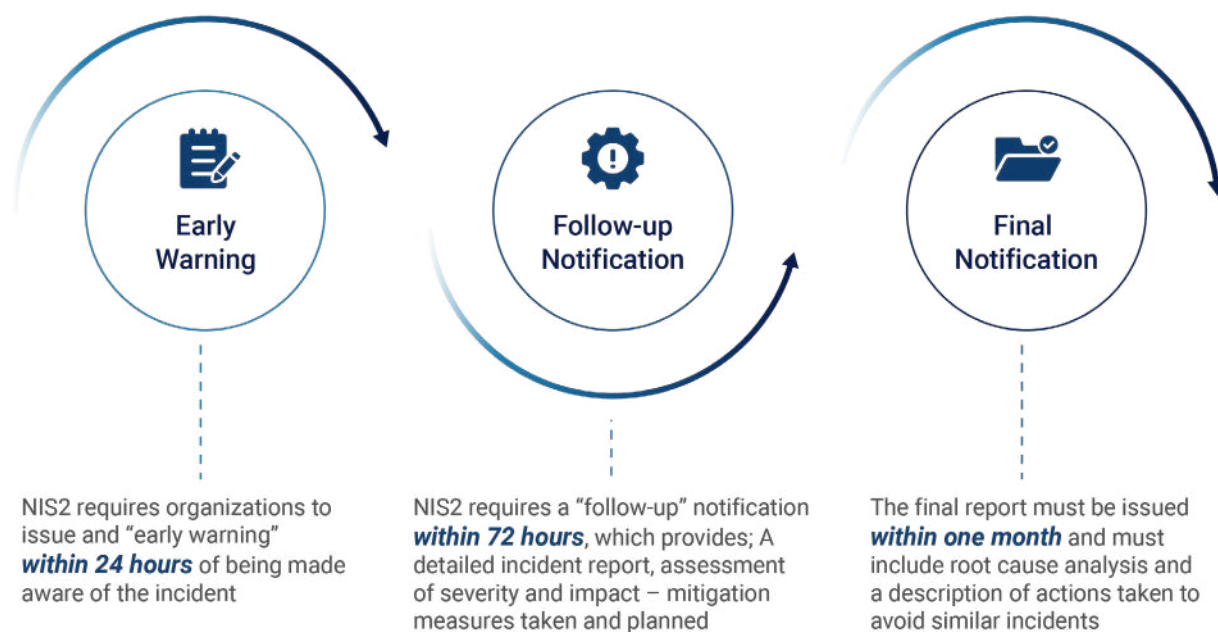 Early
Warning
Follow-up
Notification
Final
Notification
NIS2 requires organizations to
issue and “early warning”
within 24 hours of being made
aware of the incident
NIS2 requires a “follow-up” notification
within 72 hours, which provides; A
detailed incident report, assessment
of severity and impact – mitigation
measures taken and planned
The final report must be issued
within one month and must
include root cause analysis and
a description of actions taken to
avoid similar incidents